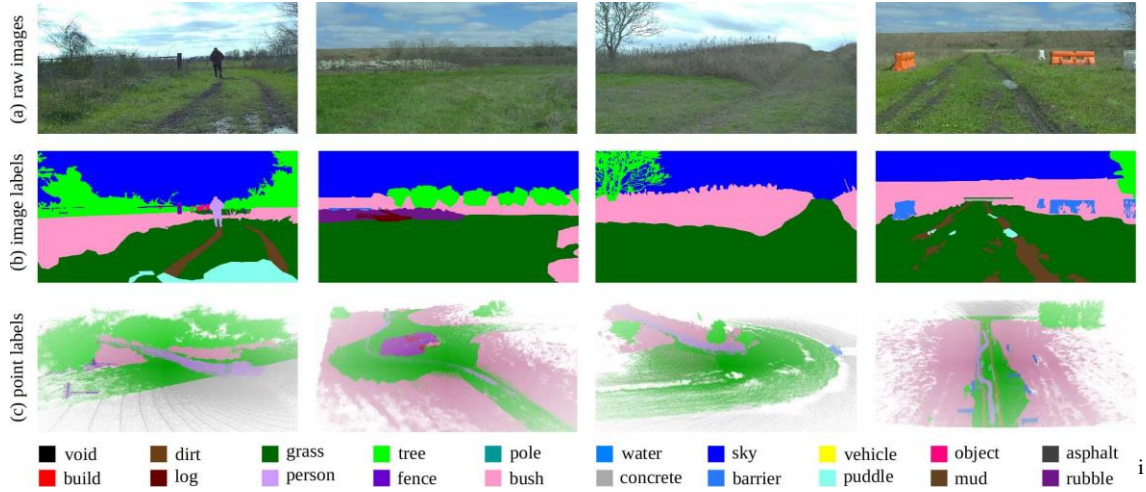 (a) raw images
(b) image labels
(c) point labels
void dirt grass tree pole water sky vehicle object asphalt
build log person fence bush concrete barrier puddle mud rubble
i